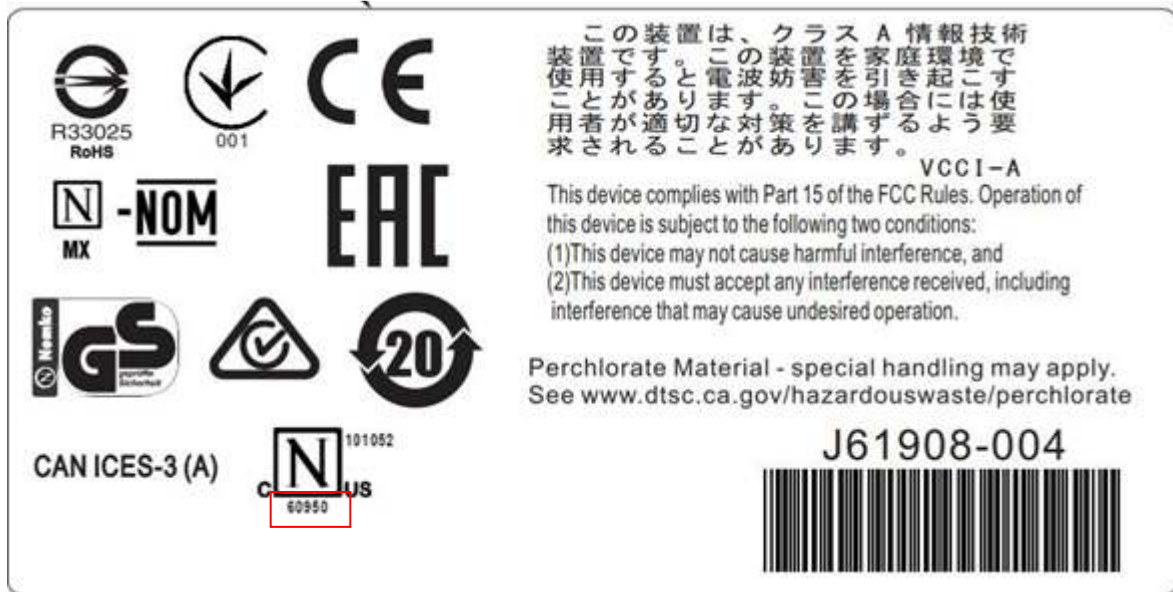 R33025
RoHS
001
CE
N
MX
-NOM
EAC
N Nemko
GS
geprüfte
Sicherheit
20
CAN ICES-3 (A)
N
101052
C
US
60950
この装置は、クラス A 情報技術
装置です。この装置を家庭環境で
使用すると電波妨害を引き起こす
ことがあります。この場合には使
用者が適切な対策を講ずるよう要
求されることがあります。
VCCI-A
This device complies with Part 15 of the FCC Rules. Operation of
this device is subject to the following two conditions:
(1)This device may not cause harmful interference, and
(2)This device must accept any interference received, including
interference that may cause undesired operation.
Perchlorate Material - special handling may apply.
See www.dtsc.ca.gov/hazardouswaste/perchlorate
J61908-004